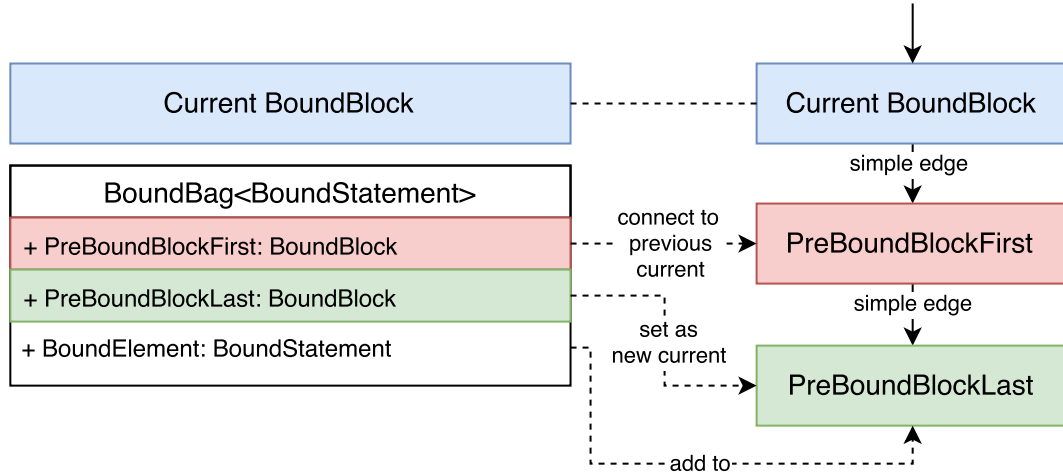 Current BoundBlock
Current BoundBlock
simple edge
BoundBag<BoundStatement>
+ PreBoundBlockFirst: BoundBlock
connect to
previous
current
PreBoundBlockFirst
+ PreBoundBlockLast: BoundBlock
simple edge
+ BoundElement: BoundStatement
set as
new current
PreBoundBlockLast
add to